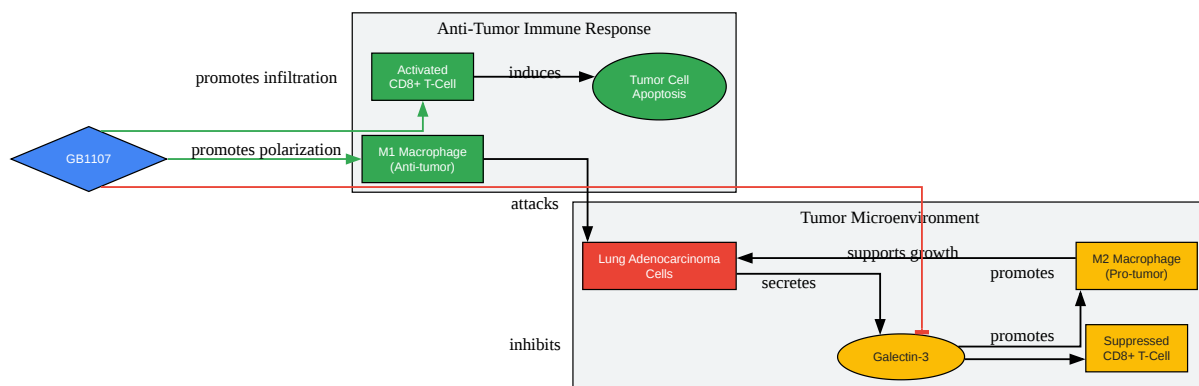 Anti-Tumor Immune Response
promotes infiltration
Activated
CD8+ T-Cell
induces
Tumor Cell
Apoptosis
GB1107
promotes polarization
M1 Macrophage
(Anti-tumor)
attacks
Tumor Microenvironment
Lung Adenocarcinoma
Cells
supports growth
secretes
promotes
M2 Macrophage
(Pro-tumor)
inhibits
Galectin-3
promotes
Suppressed
CD8+ T-Cell